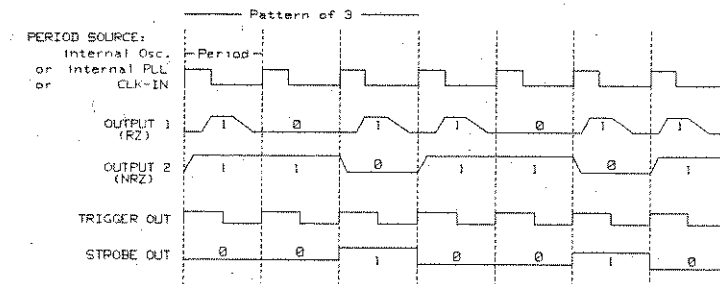 Pattern of 3
PERIOD SOURCE:
Internal Osc.
Period
or Internal PLL
or CLK-IN
OUTPUT 1
(RZ)
1 0 1 1 0 1 1
OUTPUT 2
(NRZ)
1 1 0 1 1 0 1
TRIGGER OUT
STROBE OUT
0 0 1 0 0 1 0